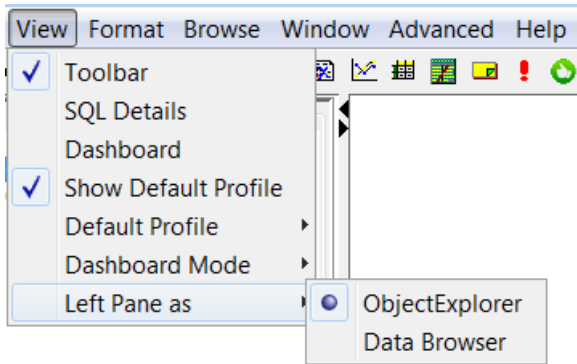 View Format Browse Window Advanced Help
Toolbar
SQL Details
Dashboard
Show Default Profile
Default Profile
Dashboard Mode
Left Pane as
ObjectExplorer
Data Browser